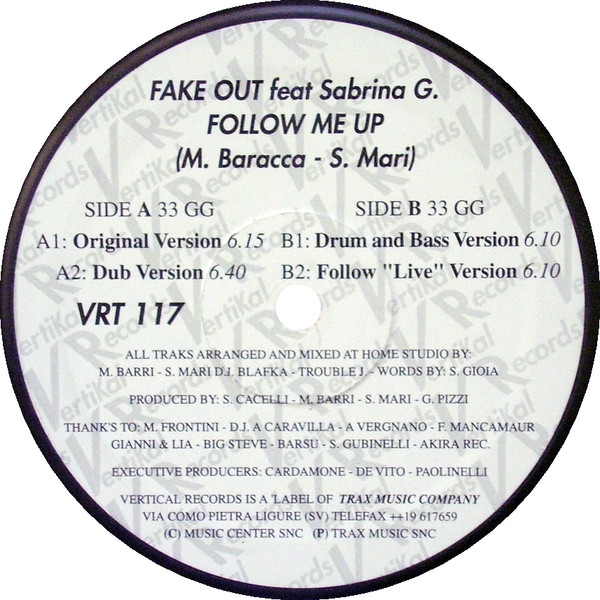 FAKE OUT feat Sabrina G.
FOLLOW ME UP
(M. Baracca - S. Mari)
SIDE A 33 GG
A1: Original Version 6.15
A2: Dub Version 6.40
SIDE B 33 GG
B1: Drum and Bass Version 6.10
B2: Follow "Live" Version 6.10
VRT 117
ALL TRAKS ARRANGED AND MIXED AT HOME STUDIO BY:
M. BARRI - S. MARI D.J. BLAFKA - TROUBLE J. - WORDS BY: S. GIOIA
PRODUCED BY: S. CACELLI - M. BARRI - S. MARI - G. PIZZI
THANK'S TO: M. FRONTINI - D.J. A CARAVILLA - A VERGNANO - F. MANCAMAUR
GIANNI & LIA - BIG STEVE - BARSU - S. GUBINELLI - AKIRA REC.
EXECUTIVE PRODUCERS: CARDAMONE - DE VITO - PAOLINELLI
VERTICAL RECORDS IS A LABEL OF TRAX MUSIC COMPANY
VIA COMO PIETRA LIGURE (SV) TELEFAX ++19 617659
(C) MUSIC CENTER SNC (P) TRAX MUSIC SNC
VertiKal Records